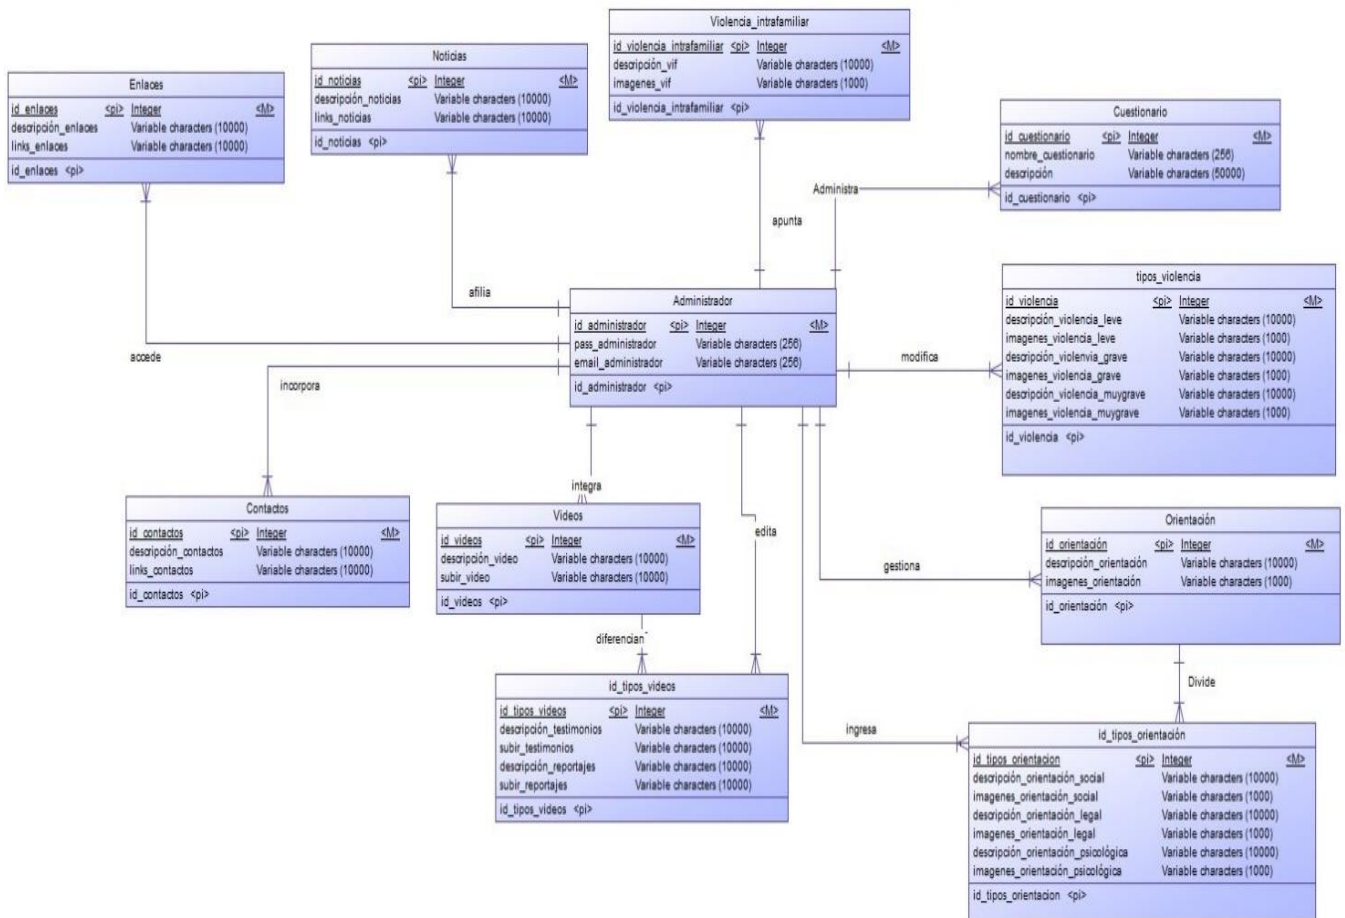 Violencia_intrafamiliar
id_violencia_intrafamiliar <pi> Integer <M>
descripción_vif Variable characters (10000)
imagenes_vif Variable characters (1000)
id_violencia_intrafamiliar <pi>
Noticias
id_noticias <pi> Integer <M>
descripción_noticias Variable characters (10000)
links_noticias Variable characters (10000)
id_noticias <pi>
Enlaces
id_enlaces <pi> Integer <M>
descripción_enlaces Variable characters (10000)
links_enlaces Variable characters (10000)
id_enlaces <pi>
Cuestionario
id_cuestionario <pi> Integer <M>
nombre_cuestionario Variable characters (256)
descripción Variable characters (50000)
id_cuestionario <pi>
Administra
apunta
afilia
accede
incorpora
Administrador
id_administrador <pi> Integer <M>
pass_administrador Variable characters (256)
email_administrador Variable characters (256)
id_administrador <pi>
modifica
tipos_violencia
id_violencia <pi> Integer <M>
descripción_violencia_leve Variable characters (10000)
imagenes_violencia_leve Variable characters (1000)
descripción_violenvia_grave Variable characters (10000)
imagenes_violencia_grave Variable characters (1000)
descripción_violencia_muygrave Variable characters (10000)
imagenes_violencia_muygrave Variable characters (1000)
id_violencia <pi>
Contactos
id_contactos <pi> Integer <M>
descripción_contactos Variable characters (10000)
links_contactos Variable characters (10000)
id_contactos <pi>
integra
Videos
id_videos <pi> Integer <M>
descripción_video Variable characters (10000)
subir_video Variable characters (10000)
id_videos <pi>
edita
gestiona
Orientación
id_orientación <pi> Integer <M>
descripción_orientación Variable characters (10000)
imagenes_orientación Variable characters (1000)
id_orientación <pi>
diferencian
Divide
id_tipos_videos
id_tipos_videos <pi> Integer <M>
descripción_testimonios Variable characters (10000)
subir_testimonios Variable characters (10000)
descripción_reportajes Variable characters (10000)
subir_reportajes Variable characters (10000)
id_tipos_videos <pi>
ingresa
id_tipos_orientación
id_tipos_orientacion <pi> Integer <M>
descripción_orientación_social Variable characters (10000)
imagenes_orientación_social Variable characters (1000)
descripción_orientación_legal Variable characters (10000)
imagenes_orientación_legal Variable characters (1000)
descripción_orientación_psicológica Variable characters (10000)
imagenes_orientación_psicológica Variable characters (1000)
id_tipos_orientacion <pi>